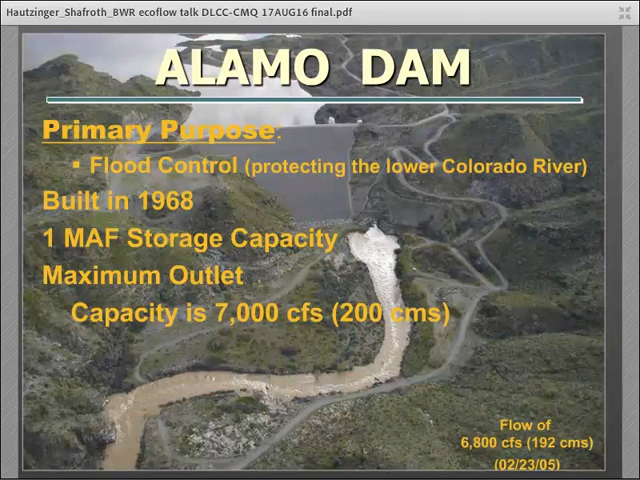 Hautzinger_Shafroth_BWR ecoflow talk DLCC-CMQ 17AUG16 final.pdf
ALAMO DAM
Primary Purpose:
▪ Flood Control (protecting the lower Colorado River)
Built in 1968
1 MAF Storage Capacity
Maximum Outlet
Capacity is 7,000 cfs (200 cms)
Flow of
6,800 cfs (192 cms)
(02/23/05)